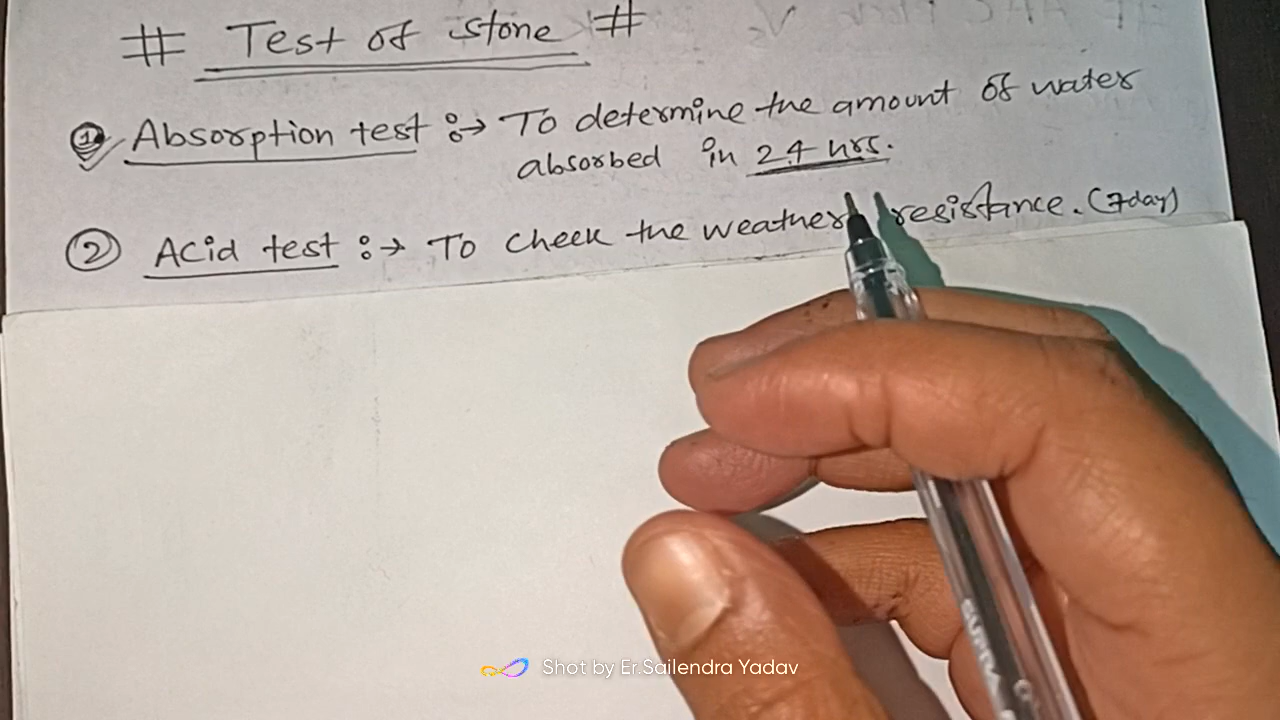 # Test of stone #
① Absorption test :→ To determine the amount of water
absorbed in 24 hrs.
② Acid test :→ To check the weather resistance. (7day)
Shot by Er.Sailendra Yadav